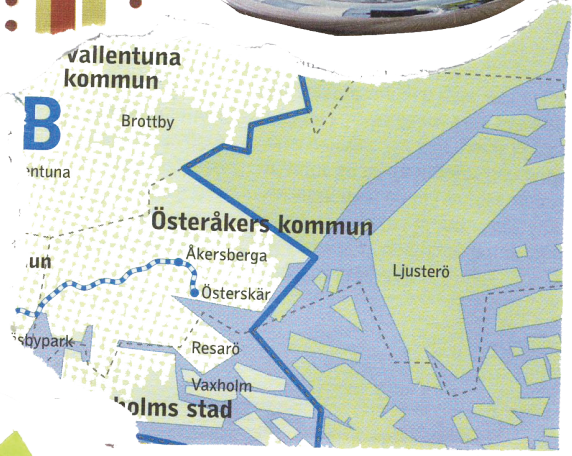 Vallentuna
kommun
B
Brottby
entuna
Österåkers kommun
Åkersberga
un
Ljusterö
Österskär
sbypark
Resarö
Vaxholm
holms stad